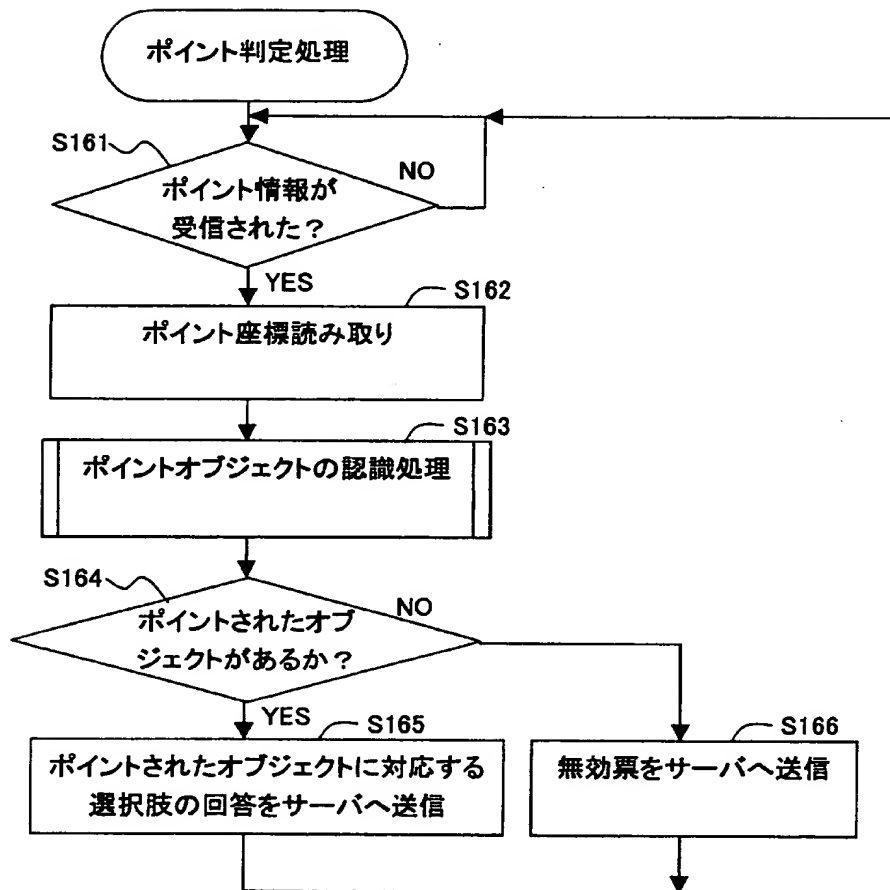 ポイント判定処理
S161
ポイント情報が
受信された？
NO
YES
S162
ポイント座標読み取り
S163
ポイントオブジェクトの認識処理
S164
ポイントされたオブ
ジェクトがあるか？
NO
YES
S165
ポイントされたオブジェクトに対応する
選択肢の回答をサーバへ送信
S166
無効票をサーバへ送信